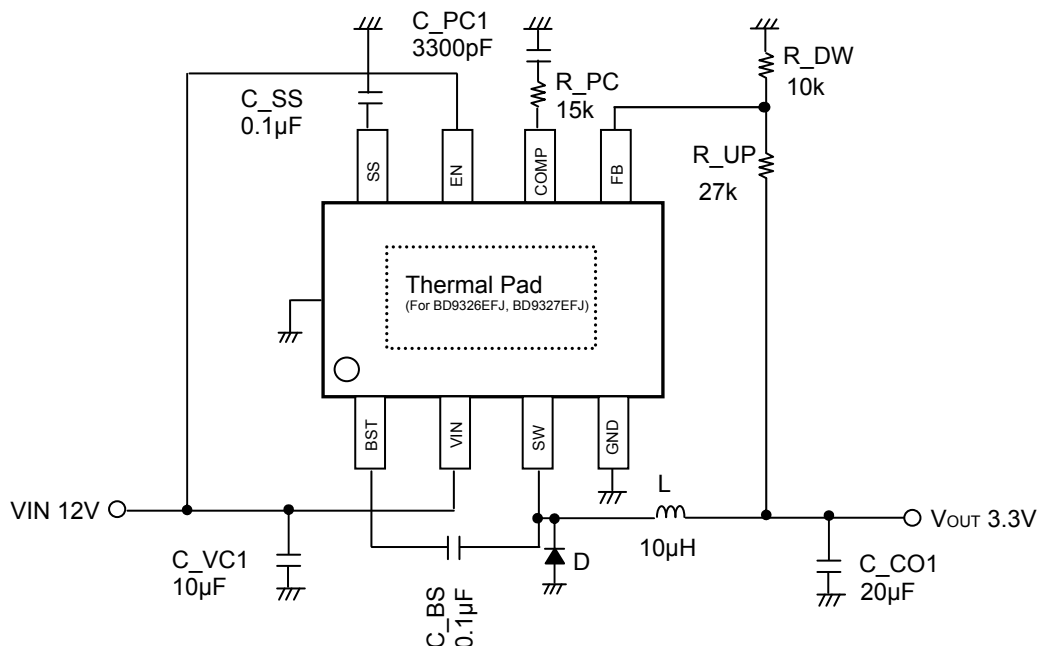 C_PC1
3300pF
R_DW
10k
C_SS
0.1µF
R_PC
15k
R_UP
27k
SS
EN
COMP
FB
Thermal Pad
(For BD9326EFJ, BD9327EFJ)
BST
VIN
SW
GND
VIN 12V
L
10µH
VOUT 3.3V
C_VC1
10µF
D
C_CO1
20µF
C_BS
0.1µF